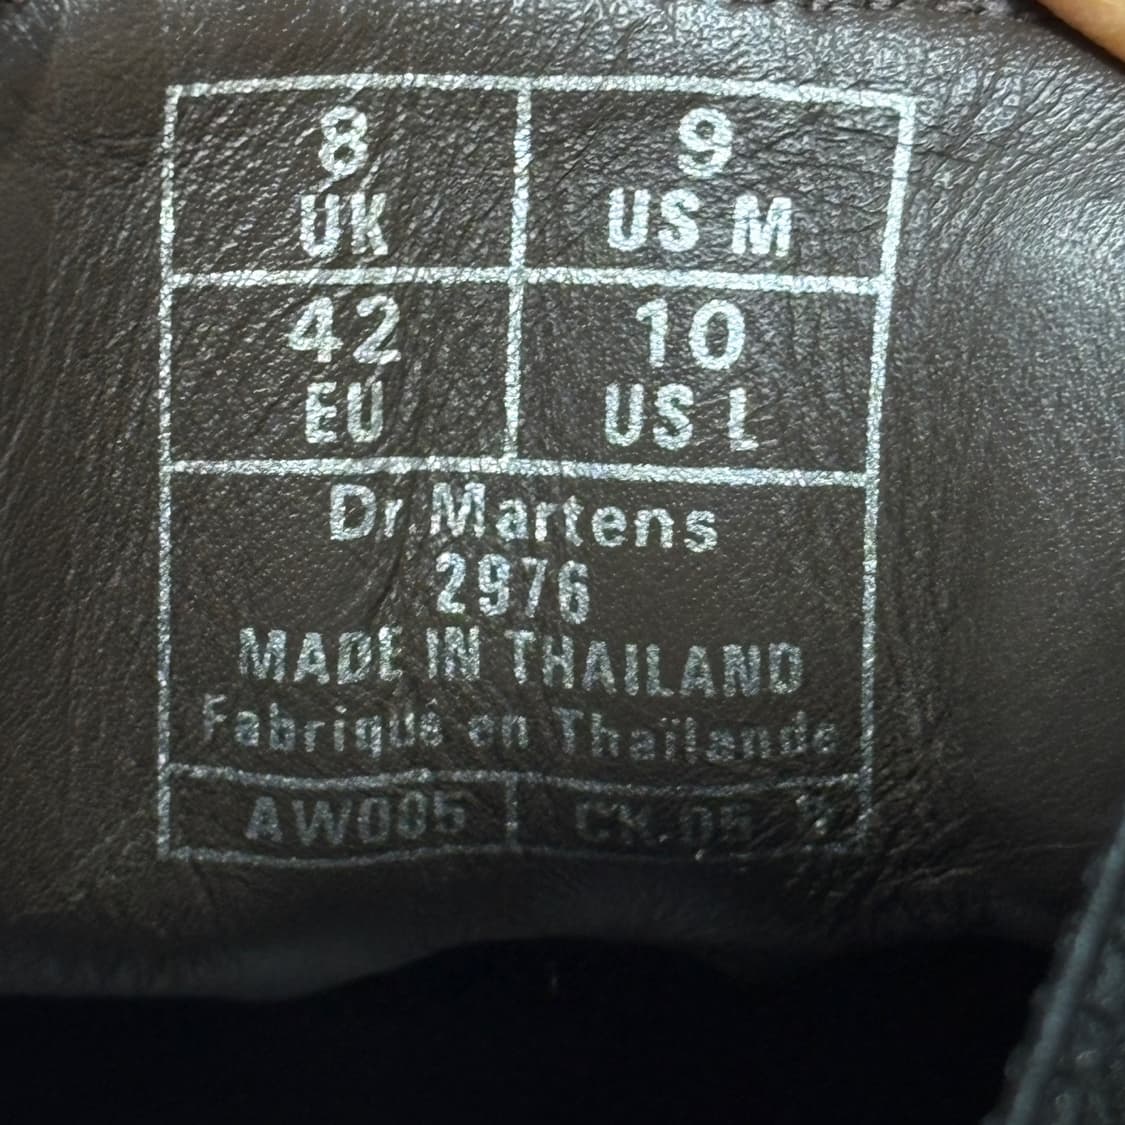 8 9
UK US M
42 10
EU US L
Dr. Martens
2976
MADE IN THAILAND
Fabriqué en Thaïlande
AW005